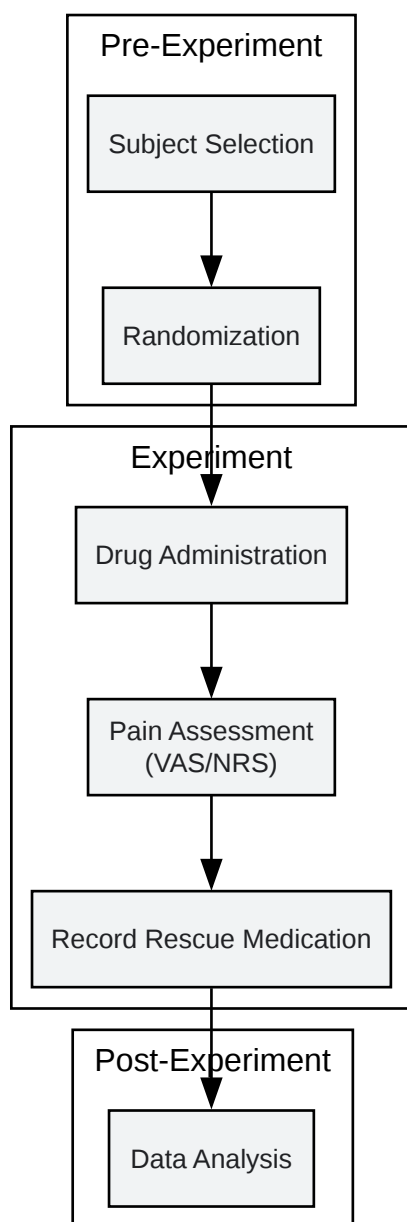 Pre-Experiment
Subject Selection
Randomization
Experiment
Drug Administration
Pain Assessment
(VAS/NRS)
Record Rescue Medication
Post-Experiment
Data Analysis